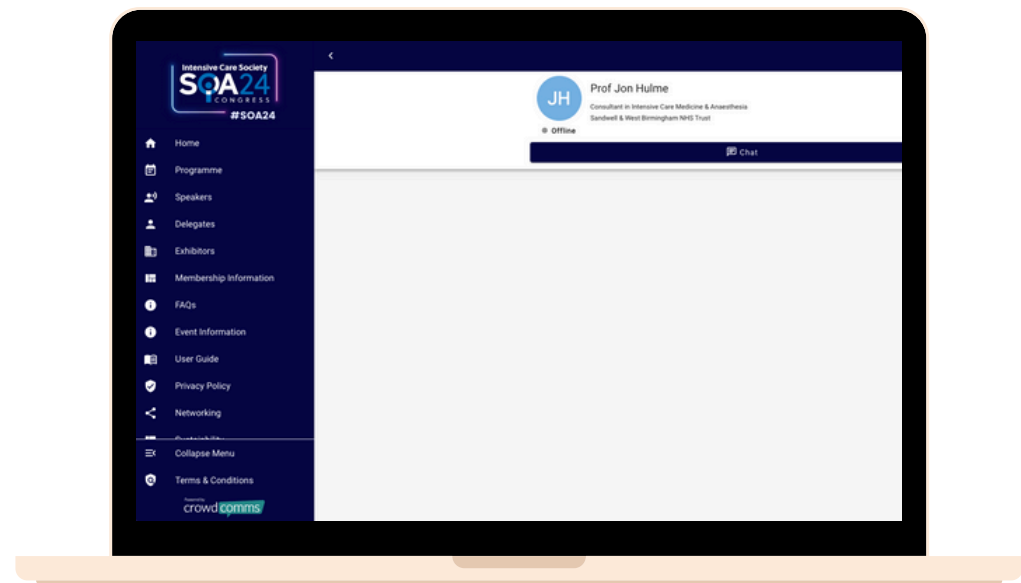 Intensive Care Society
SOA24
CONGRESS
#SOA24
Home
Programme
Speakers
Delegates
Exhibitors
Membership Information
FAQs
Event Information
User Guide
Privacy Policy
Networking
Collapse Menu
Terms & Conditions
Powered by
crowdcomms
JH
Offline
Prof Jon Hulme
Consultant in Intensive Care Medicine & Anaesthesia
Sandwell & West Birmingham NHS Trust
Chat